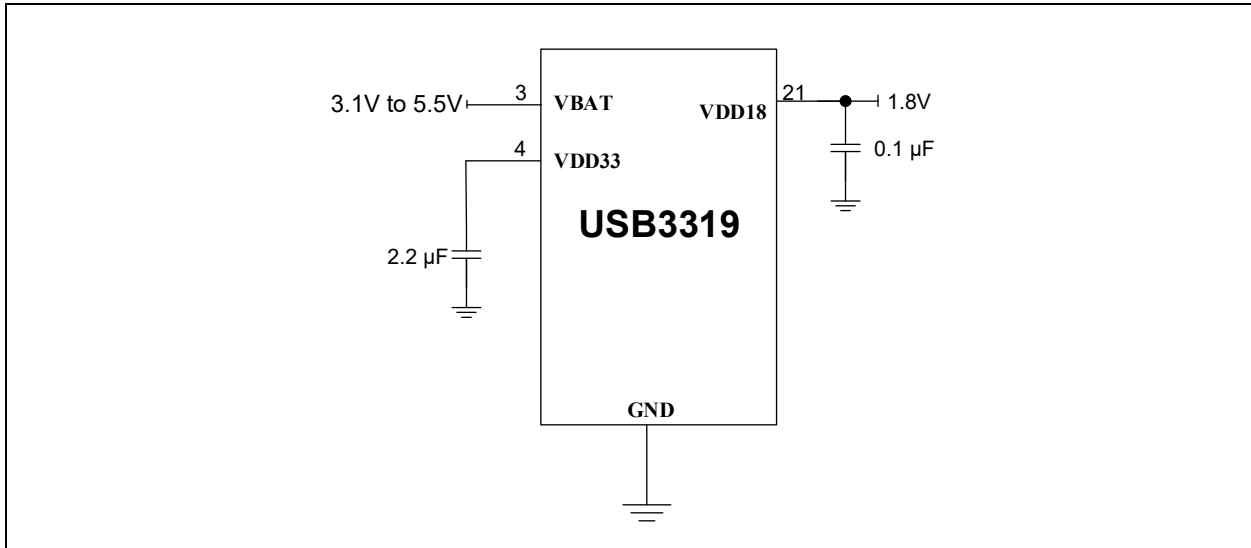 3.1V to 5.5V
3
VBAT
VDD18
21
1.8V
4
VDD33
0.1 µF
USB3319
2.2 µF
GND